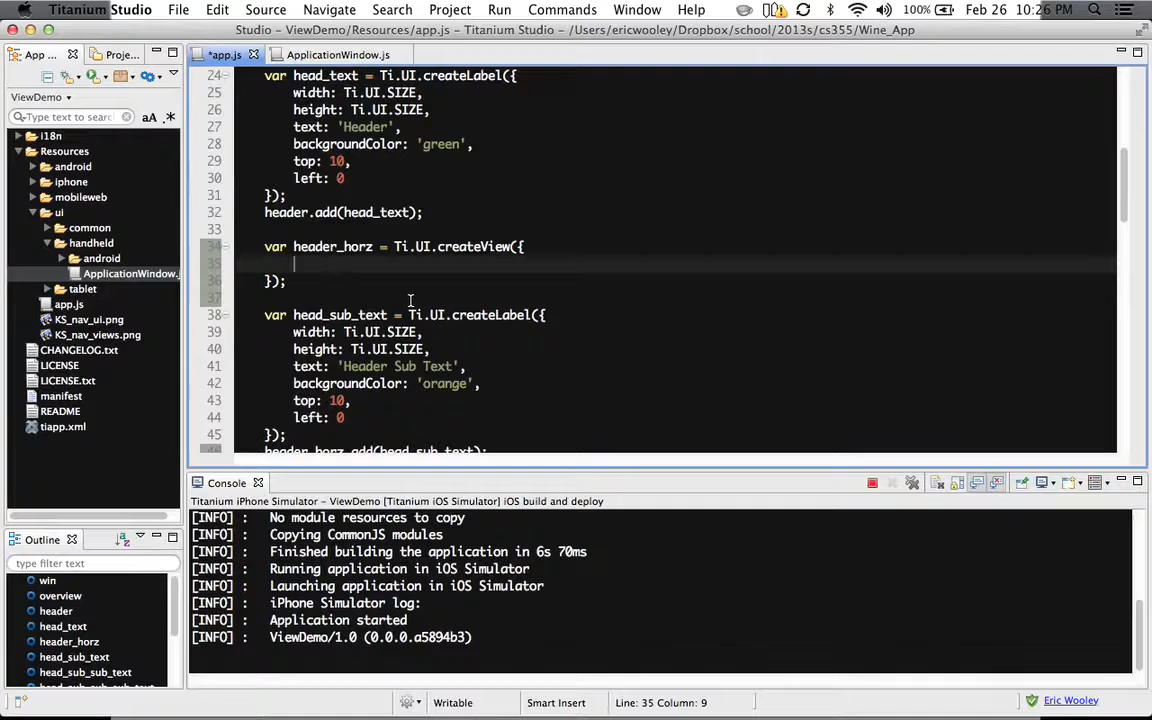 Titanium Studio File Edit Source Navigate Search Project Run Commands Window Help 100% Feb 26 10:26 PM
Studio - ViewDemo/Resources/app.js - Titanium Studio - /Users/ericwooley/Dropbox/school/2013s/cs355/Wine_App
App ... Proje...
*app.js ApplicationWindow.js
ViewDemo
Type to searc aA .*
i18n
Resources
android
iphone
mobileweb
ui
common
handheld
android
ApplicationWindow.j
tablet
app.js
KS_nav_ui.png
KS_nav_views.png
CHANGELOG.txt
LICENSE
LICENSE.txt
manifest
README
tiapp.xml
24 var head_text = Ti.UI.createLabel({
25 width: Ti.UI.SIZE,
26 height: Ti.UI.SIZE,
27 text: 'Header',
28 backgroundColor: 'green',
29 top: 10,
30 left: 0
31 });
32 header.add(head_text);
33
34 var header_horz = Ti.UI.createView({
35
36 });
37
38 var head_sub_text = Ti.UI.createLabel({
39 width: Ti.UI.SIZE,
40 height: Ti.UI.SIZE,
41 text: 'Header Sub Text',
42 backgroundColor: 'orange',
43 top: 10,
44 left: 0
45 });
46 header_horz.add(head_sub_text);
Console
Titanium iPhone Simulator - ViewDemo [Titanium iOS Simulator] iOS build and deploy
[INFO] : No module resources to copy
[INFO] : Copying CommonJS modules
[INFO] : Finished building the application in 6s 70ms
[INFO] : Running application in iOS Simulator
[INFO] : Launching application in iOS Simulator
[INFO] : iPhone Simulator log:
[INFO] : Application started
[INFO] : ViewDemo/1.0 (0.0.0.a5894b3)
Outline
type filter text
win
overview
header
head_text
header_horz
head_sub_text
head_sub_sub_text
Writable Smart Insert Line: 35 Column: 9 Eric Wooley